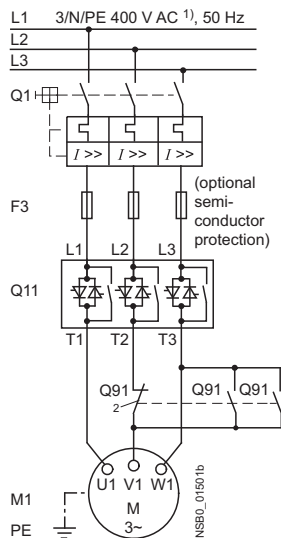 L1 3/N/PE 400 V AC 1), 50 Hz
L2
L3
Q1
I >> I >> I >>
(optional
semi-
conductor
protection)
F3
L1 L2 L3
Q11
T1 T2 T3
Q91 Q91 Q91
2
U1 V1 W1
M
3~
M1
PE
NSB0_01501b